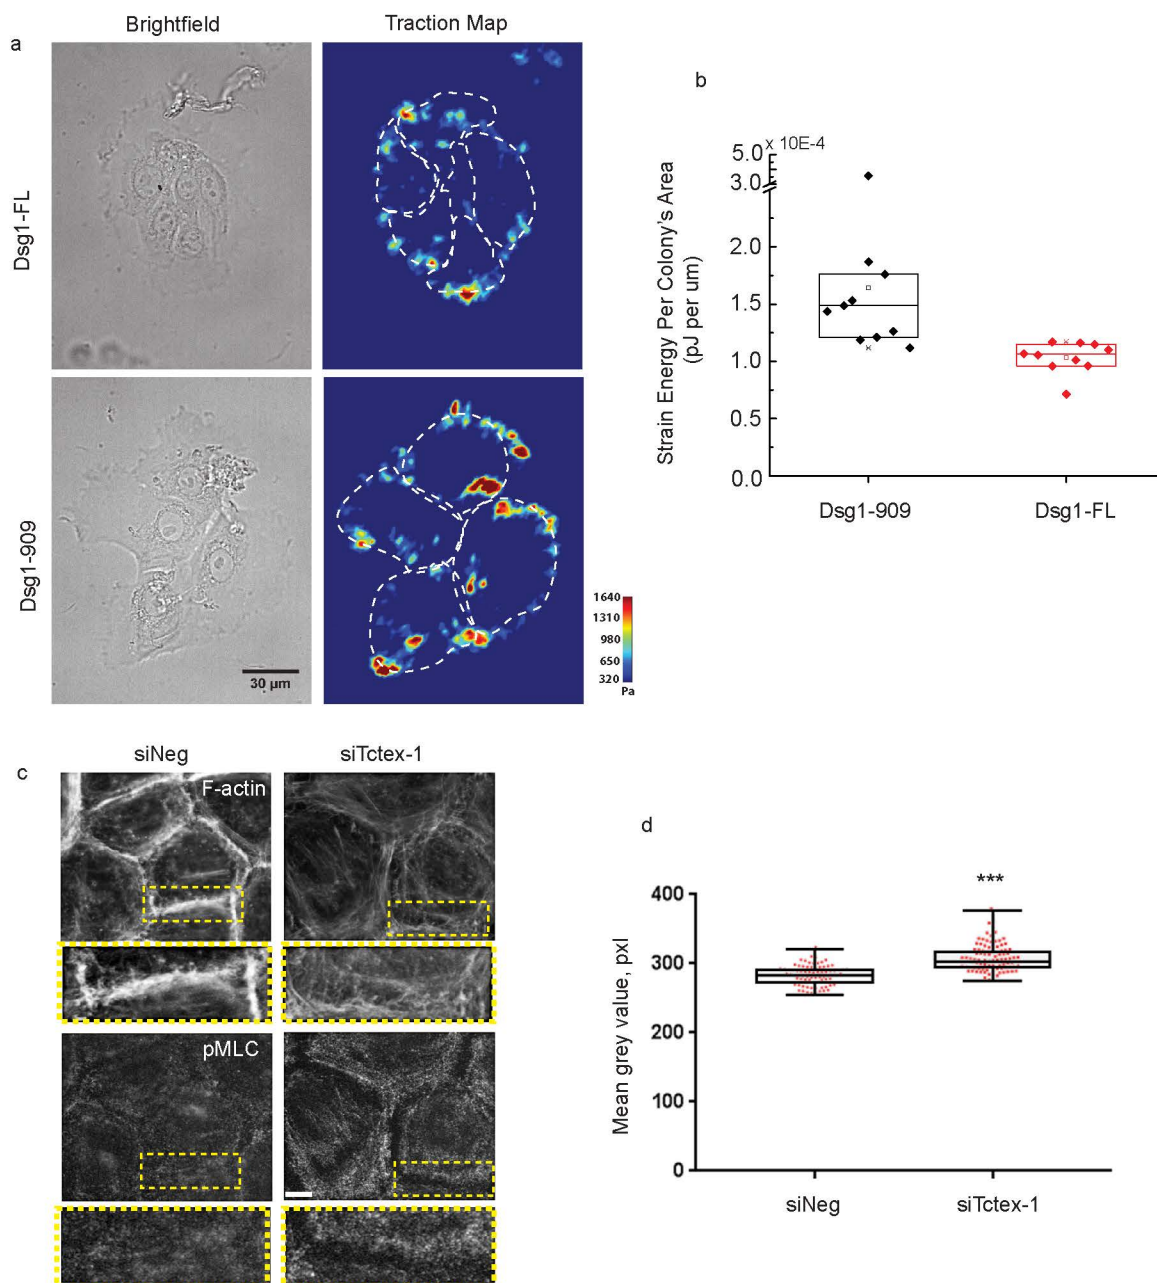 a
Brightfield
Traction Map
Dsg1-FL
Dsg1-909
30 µm
1640
1310
980
650
320
Pa
b
x 10E-4
5.0
3.0
2.0
1.5
1.0
0.5
0.0
Strain Energy Per Colony's Area
(pJ per um)
Dsg1-909
Dsg1-FL
c
siNeg
siTctex-1
F-actin
pMLC
d
***
400
300
200
100
0
Mean grey value, pxl
siNeg
siTctex-1